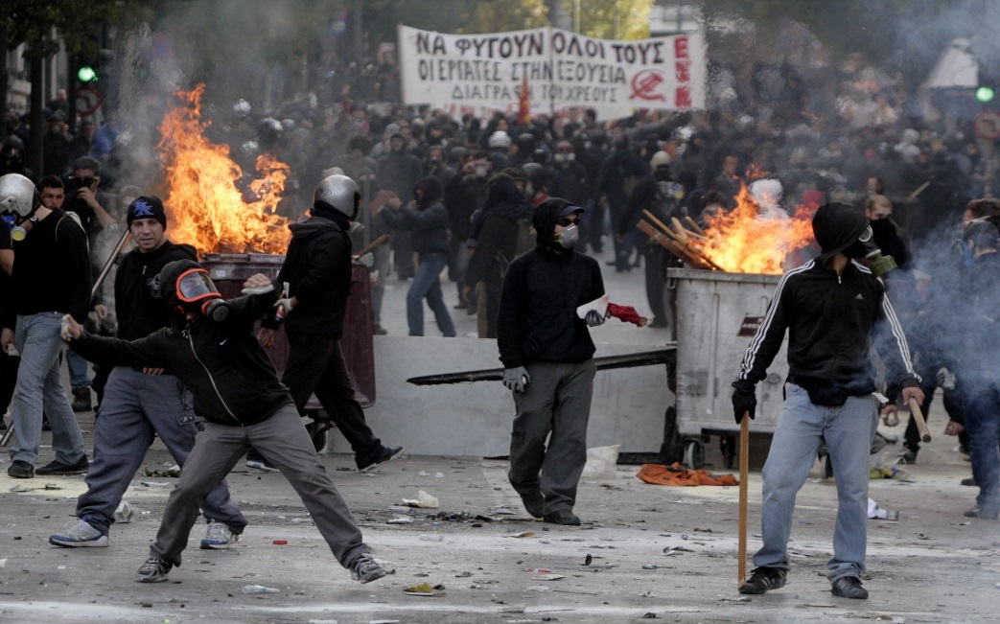 ΝΑ ΦΥΓΟΥΝ ΟΛΟΙ ΤΟΥΣ
ΟΙ ΕΡΓΑΤΕΣ ΣΤΗΝ ΕΞΟΥΣΙΑ
ΔΙΑΓΡΑΦΗ ΤΟΥ ΧΡΕΟΥΣ